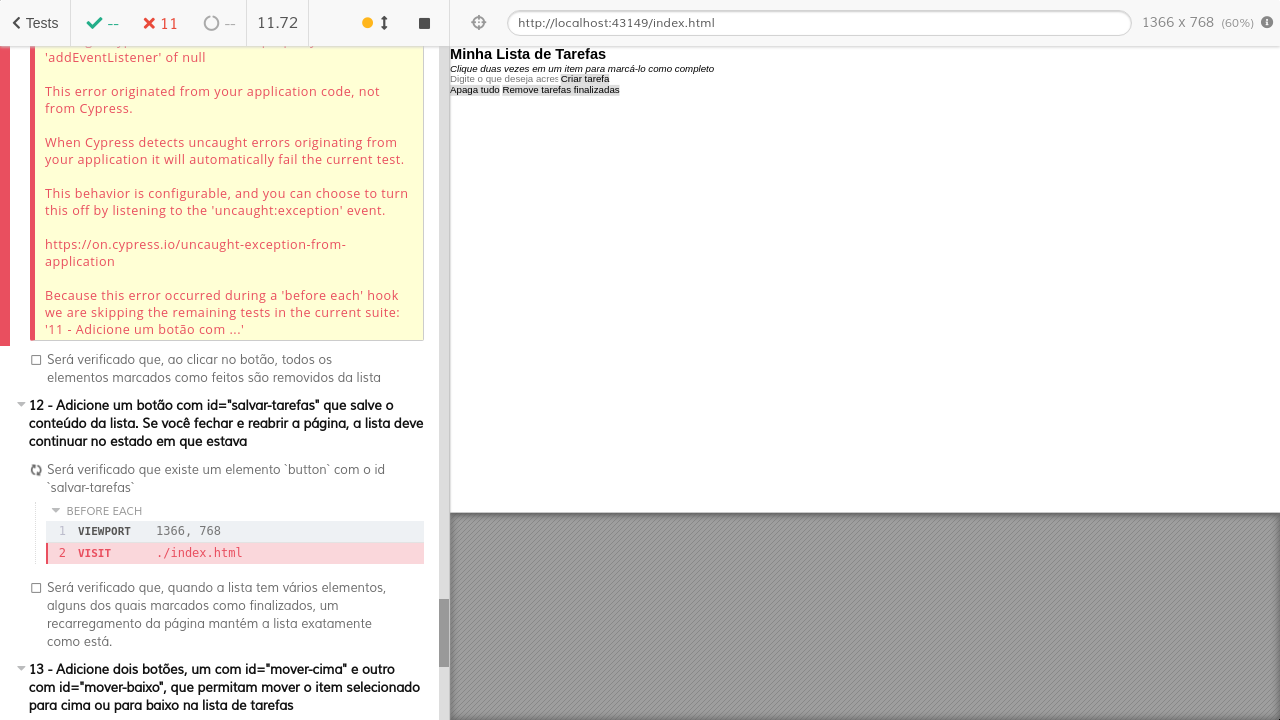 Tests
--
11
--
11.72
http://localhost:43149/index.html
1366 x 768 (60%)
'addEventListener' of null
This error originated from your application code, not
from Cypress.
When Cypress detects uncaught errors originating from
your application it will automatically fail the current test.
This behavior is configurable, and you can choose to turn
this off by listening to the 'uncaught:exception' event.
https://on.cypress.io/uncaught-exception-from-
application
Because this error occurred during a 'before each' hook
we are skipping the remaining tests in the current suite:
'11 - Adicione um botão com ...'
Será verificado que, ao clicar no botão, todos os
elementos marcados como feitos são removidos da lista
12 - Adicione um botão com id="salvar-tarefas" que salve o
conteúdo da lista. Se você fechar e reabrir a página, a lista deve
continuar no estado em que estava
Será verificado que existe um elemento `button` com o id
`salvar-tarefas`
BEFORE EACH
1 VIEWPORT 1366, 768
2 VISIT ./index.html
Será verificado que, quando a lista tem vários elementos,
alguns dos quais marcados como finalizados, um
recarregamento da página mantém a lista exatamente
como está.
13 - Adicione dois botões, um com id="mover-cima" e outro
com id="mover-baixo", que permitam mover o item selecionado
para cima ou para baixo na lista de tarefas
Minha Lista de Tarefas
Clique duas vezes em um item para marcá-lo como completo
Digite o que deseja acres Criar tarefa
Apaga tudo Remove tarefas finalizadas